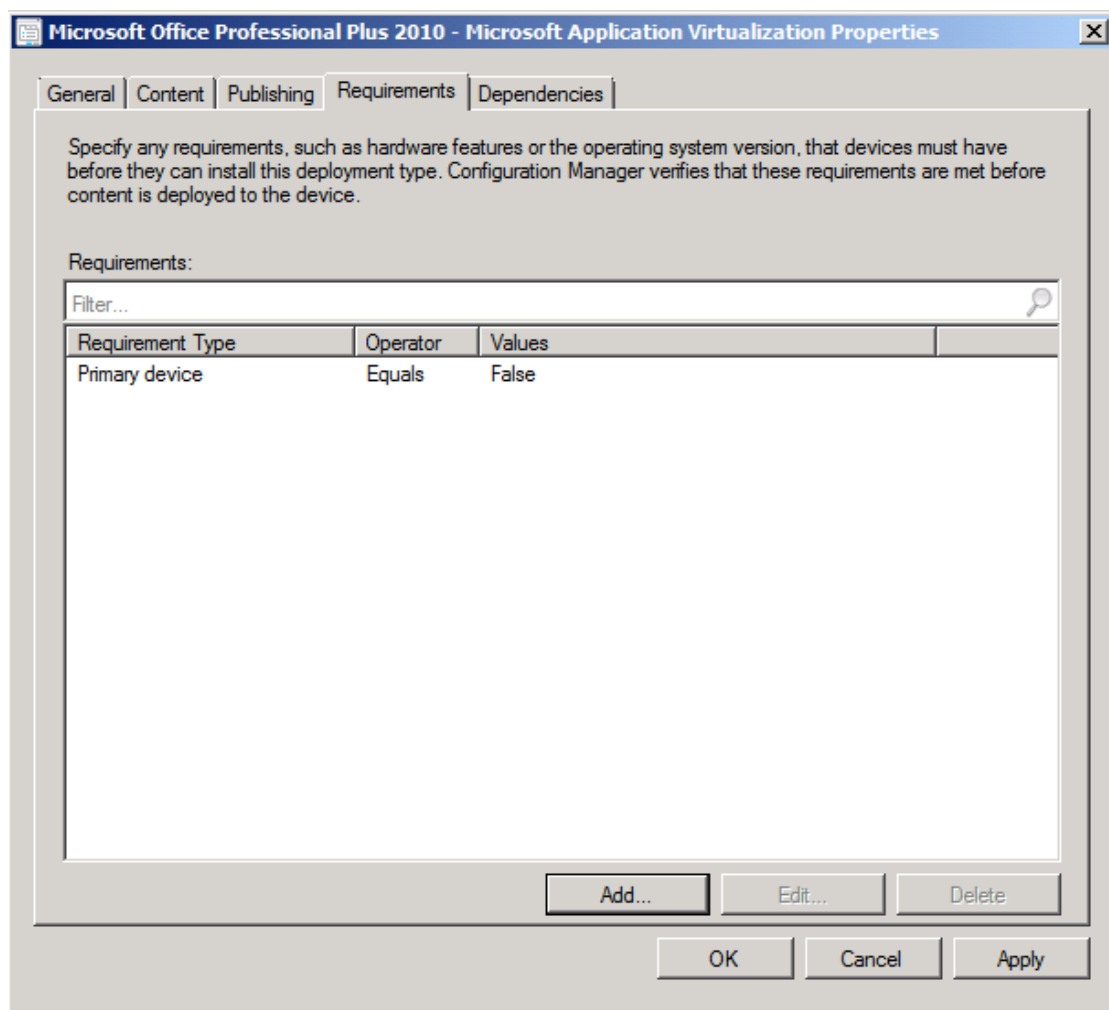 Microsoft Office Professional Plus 2010 - Microsoft Application Virtualization Properties
General Content Publishing Requirements Dependencies
Specify any requirements, such as hardware features or the operating system version, that devices must have
before they can install this deployment type. Configuration Manager verifies that these requirements are met before
content is deployed to the device.
Requirements:
Filter...
Requirement Type Operator Values
Primary device Equals False
Add... Edit... Delete
OK Cancel Apply